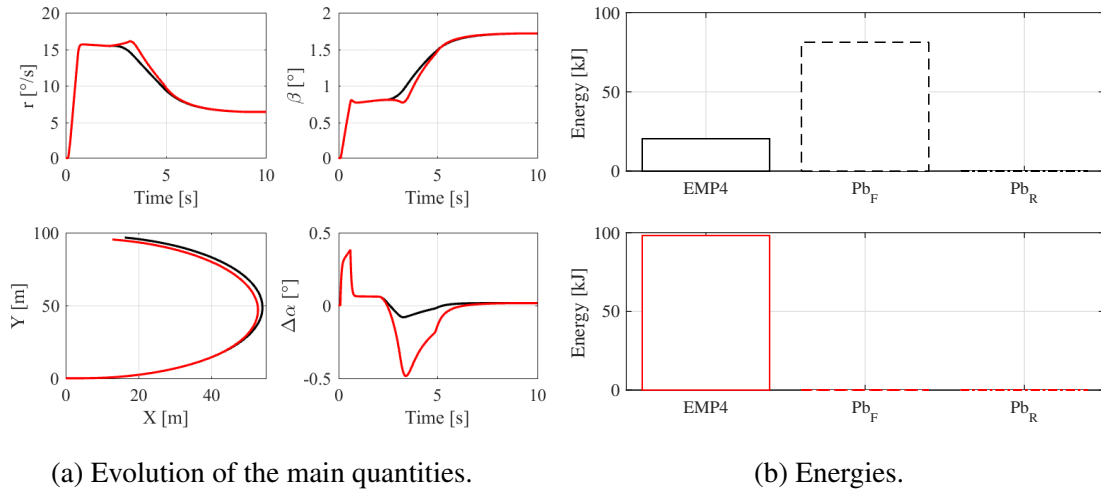 20
15
10
5
0
r [°/s]
0
5
10
Time [s]
2
1.5
1
0.5
0
β [°]
0
5
10
Time [s]
100
50
0
Y [m]
0
20
40
X [m]
0.5
0
-0.5
Δα [°]
0
5
10
Time [s]
(a) Evolution of the main quantities.
100
50
0
Energy [kJ]
EMP4
Pb_F
Pb_R
100
50
0
Energy [kJ]
EMP4
Pb_F
Pb_R
(b) Energies.